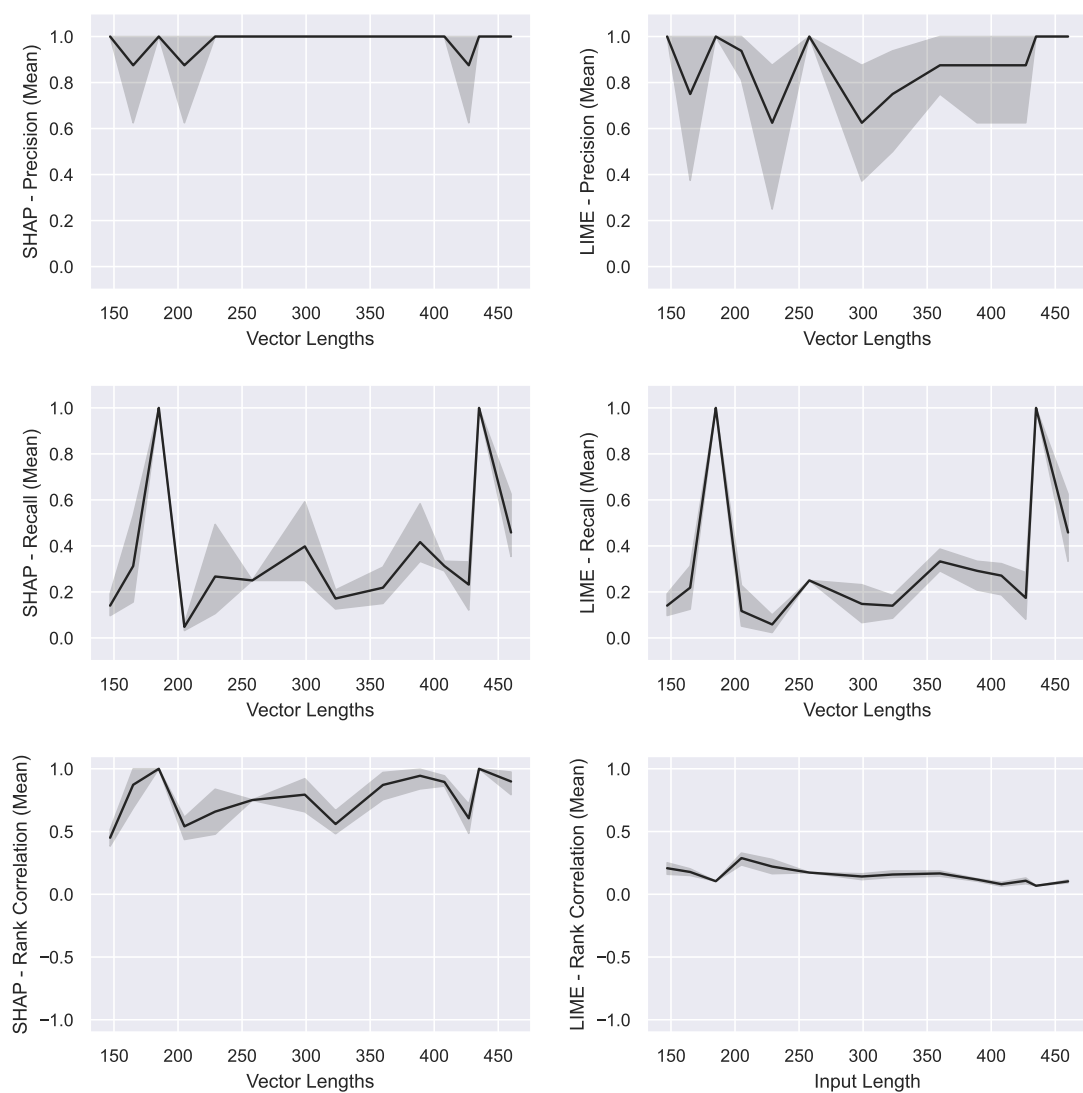 SHAP - Precision (Mean)
1.0
0.8
0.6
0.4
0.2
0.0
150 200 250 300 350 400 450
Vector Lengths
LIME - Precision (Mean)
1.0
0.8
0.6
0.4
0.2
0.0
150 200 250 300 350 400 450
Vector Lengths
SHAP - Recall (Mean)
1.0
0.8
0.6
0.4
0.2
0.0
150 200 250 300 350 400 450
Vector Lengths
LIME - Recall (Mean)
1.0
0.8
0.6
0.4
0.2
0.0
150 200 250 300 350 400 450
Vector Lengths
SHAP - Rank Correlation (Mean)
1.0
0.5
0.0
−0.5
−1.0
150 200 250 300 350 400 450
Vector Lengths
LIME - Rank Correlation (Mean)
1.0
0.5
0.0
−0.5
−1.0
150 200 250 300 350 400 450
Input Length